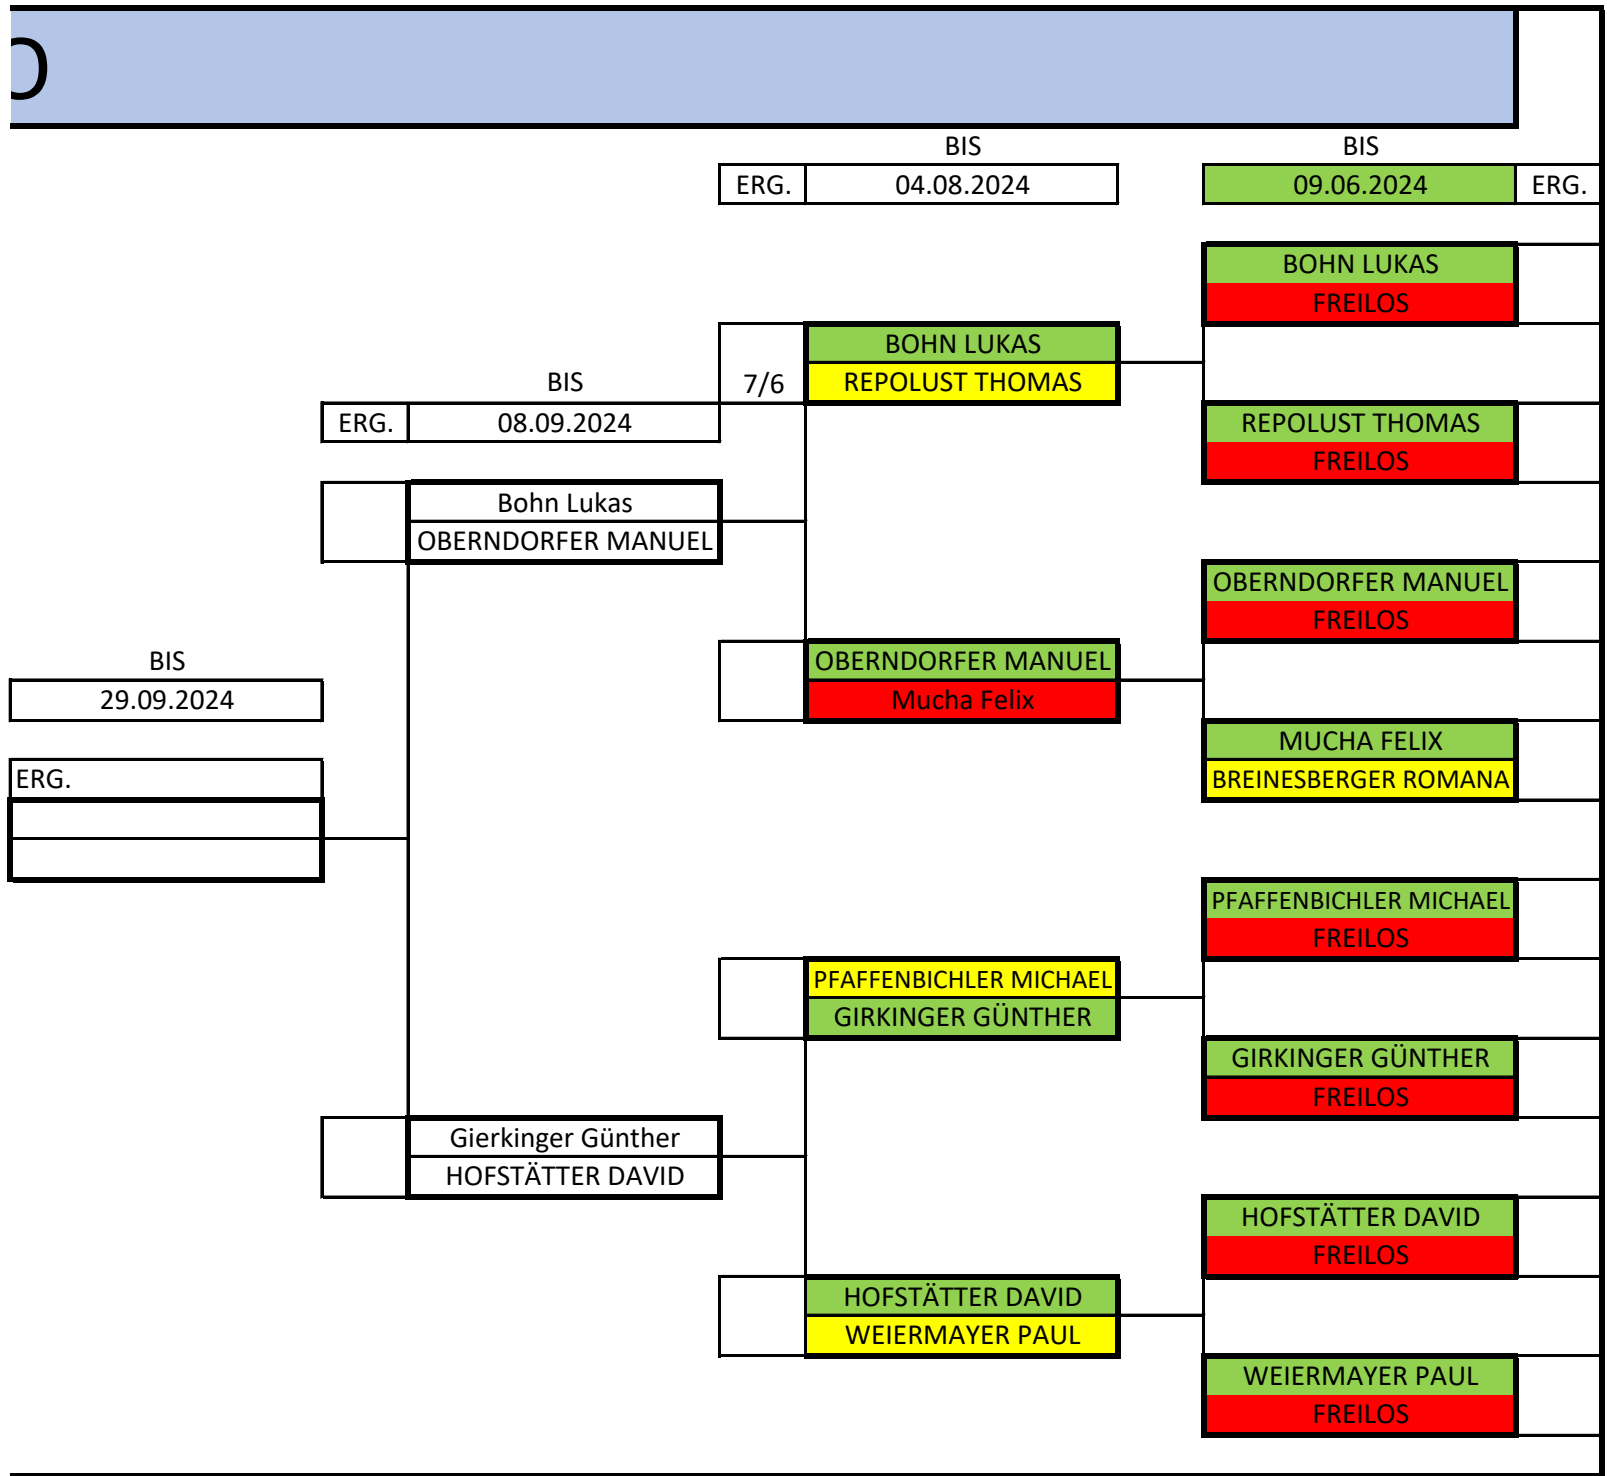 O
BIS
BIS
ERG.
04.08.2024
09.06.2024
ERG.
BOHN LUKAS
FREILOS
BOHN LUKAS
REPOLUST THOMAS
7/6
BIS
ERG.
08.09.2024
REPOLUST THOMAS
FREILOS
Bohn Lukas
OBERNDORFER MANUEL
OBERNDORFER MANUEL
FREILOS
BIS
29.09.2024
OBERNDORFER MANUEL
Mucha Felix
MUCHA FELIX
BREINESBERGER ROMANA
ERG.
PFAFFENBICHLER MICHAEL
FREILOS
PFAFFENBICHLER MICHAEL
GIRKINGER GÜNTHER
GIRKINGER GÜNTHER
FREILOS
Gierkinger Günther
HOFSTÄTTER DAVID
HOFSTÄTTER DAVID
FREILOS
HOFSTÄTTER DAVID
WEIERMAYER PAUL
WEIERMAYER PAUL
FREILOS